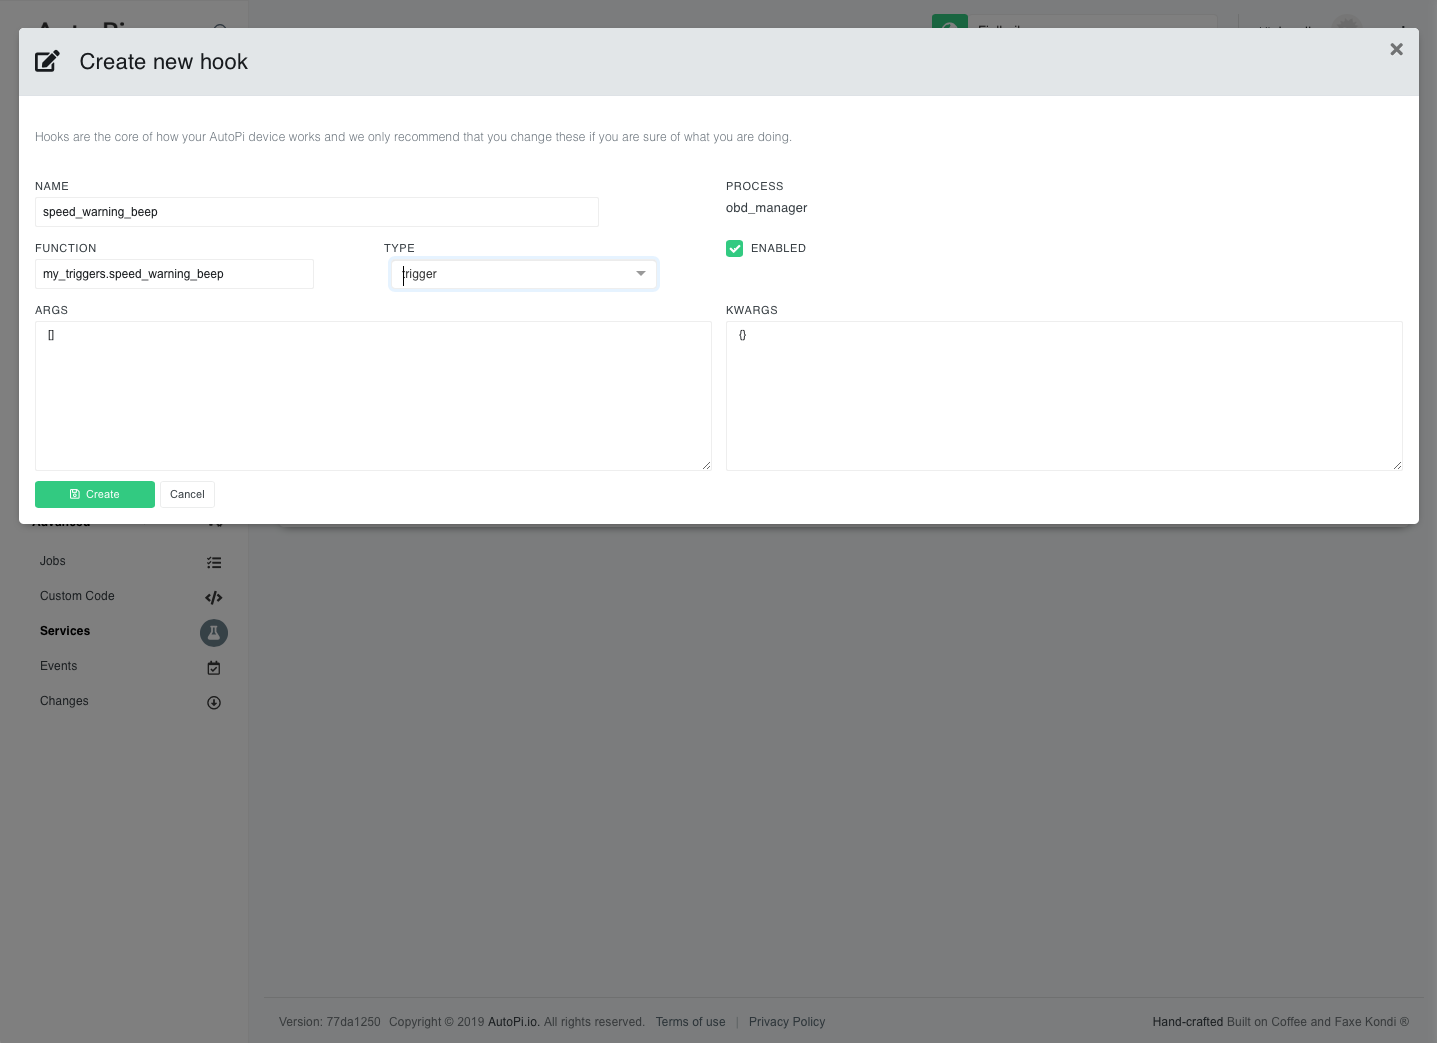 Create new hook
Hooks are the core of how your AutoPi device works and we only recommend that you change these if you are sure of what you are doing.
NAME
PROCESS
speed_warning_beep
obd_manager
FUNCTION
TYPE
ENABLED
my_triggers.speed_warning_beep
trigger
ARGS
KWARGS
[]
{}
Create
Cancel
Advanced
Jobs
Custom Code
Services
Events
Changes
Version: 77da1250 Copyright © 2019 AutoPi.io. All rights reserved. Terms of use | Privacy Policy
Hand-crafted Built on Coffee and Faxe Kondi ®